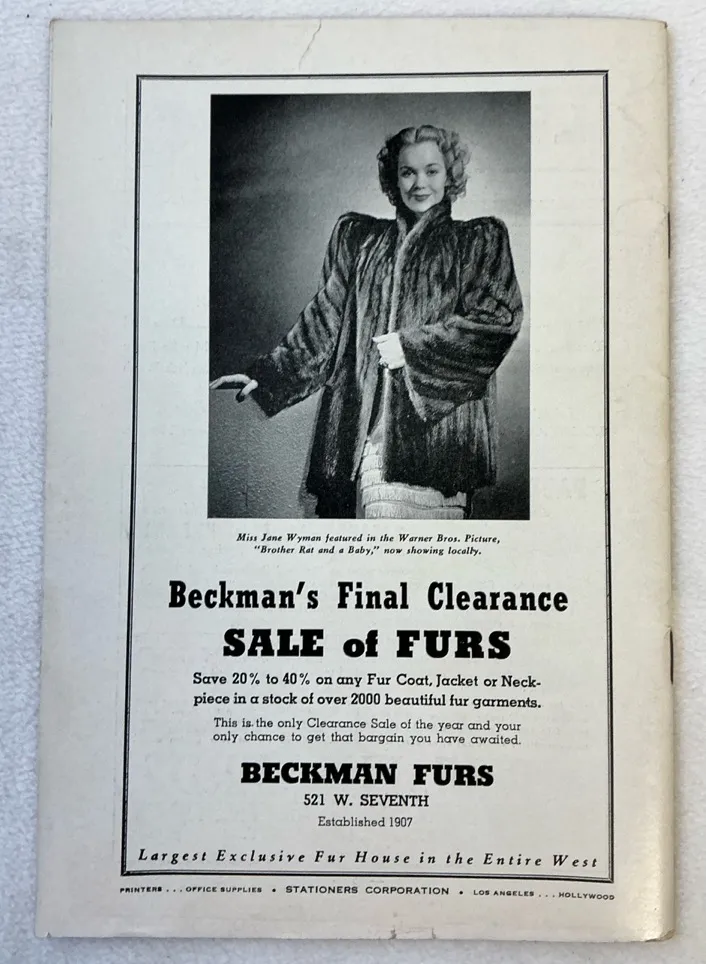 Miss Jane Wyman featured in the Warner Bros. Picture,
"Brother Rat and a Baby," now showing locally.
Beckman's Final Clearance
SALE of FURS
Save 20% to 40% on any Fur Coat, Jacket or Neck-
piece in a stock of over 2000 beautiful fur garments.
This is the only Clearance Sale of the year and your
only chance to get that bargain you have awaited.
BECKMAN FURS
521 W. SEVENTH
Established 1907
Largest Exclusive Fur House in the Entire West
PRINTERS . . . OFFICE SUPPLIES • STATIONERS CORPORATION • LOS ANGELES . . . HOLLYWOOD